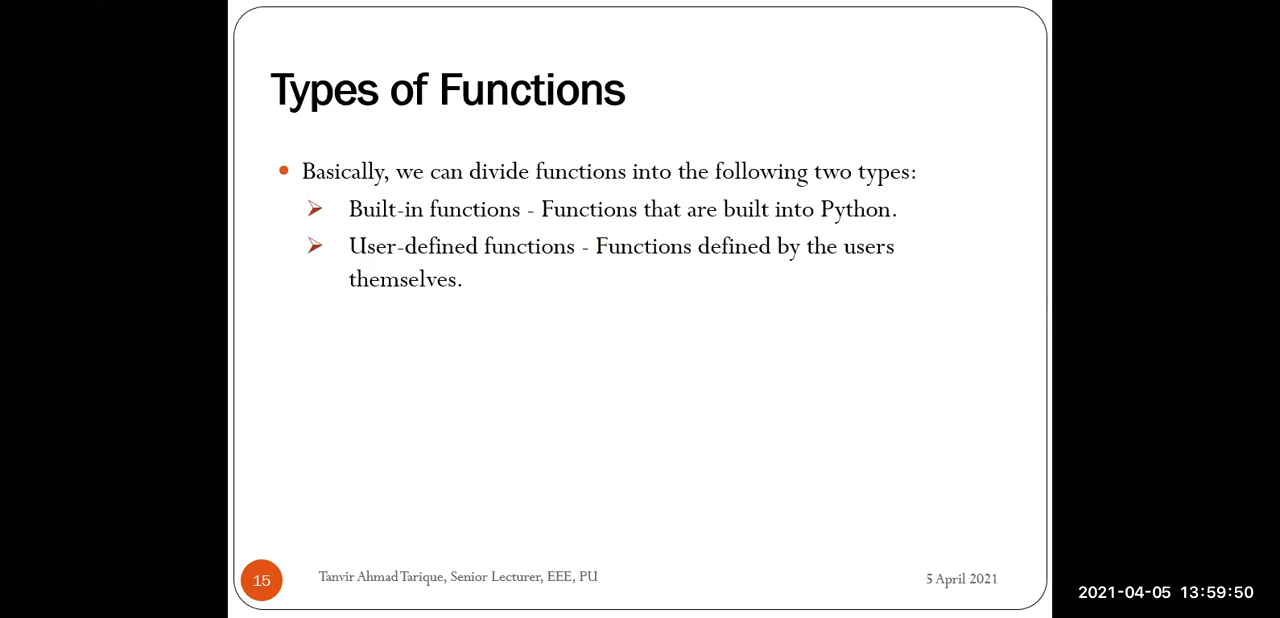 Types of Functions
Basically, we can divide functions into the following two types:
Built-in functions - Functions that are built into Python.
User-defined functions - Functions defined by the users
themselves.
15
Tanvir Ahmad Tarique, Senior Lecturer, EEE, PU
5 April 2021
2021-04-05 13:59:50